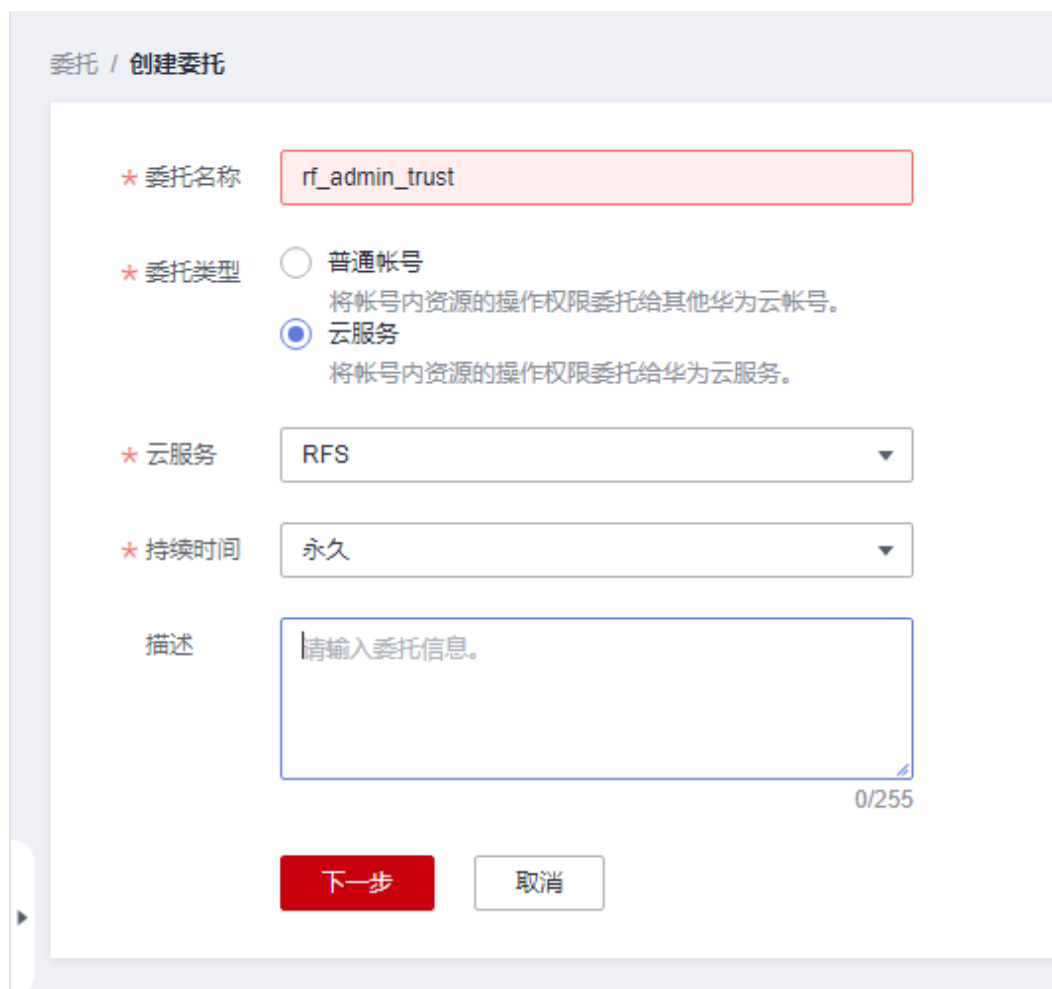 委托 / 创建委托
* 委托名称 rf_admin_trust
* 委托类型 普通帐号
将帐号内资源的操作权限委托给其他华为云帐号。
云服务
将帐号内资源的操作权限委托给华为云服务。
* 云服务 RFS
* 持续时间 永久
描述 请输入委托信息。
0/255
下一步 取消